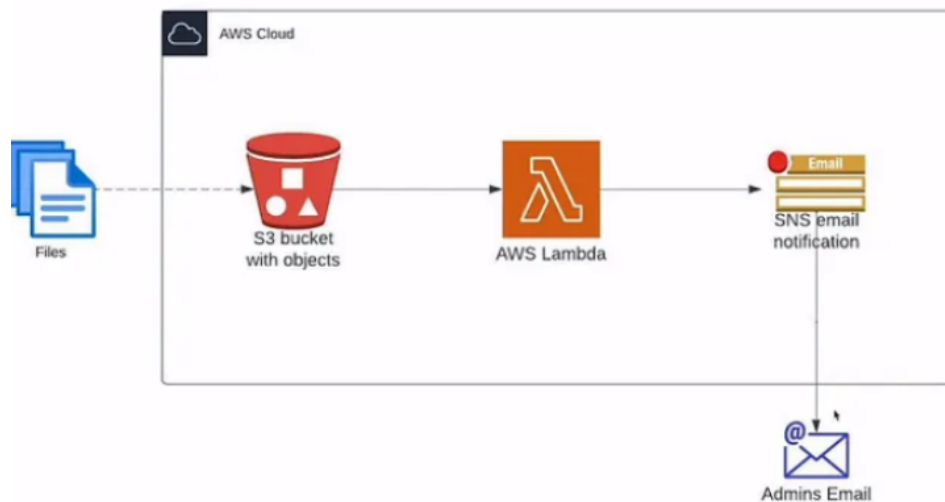 AWS Cloud
Files
S3 bucket
with objects
AWS Lambda
Email
SNS email
notification
@
Admins Email